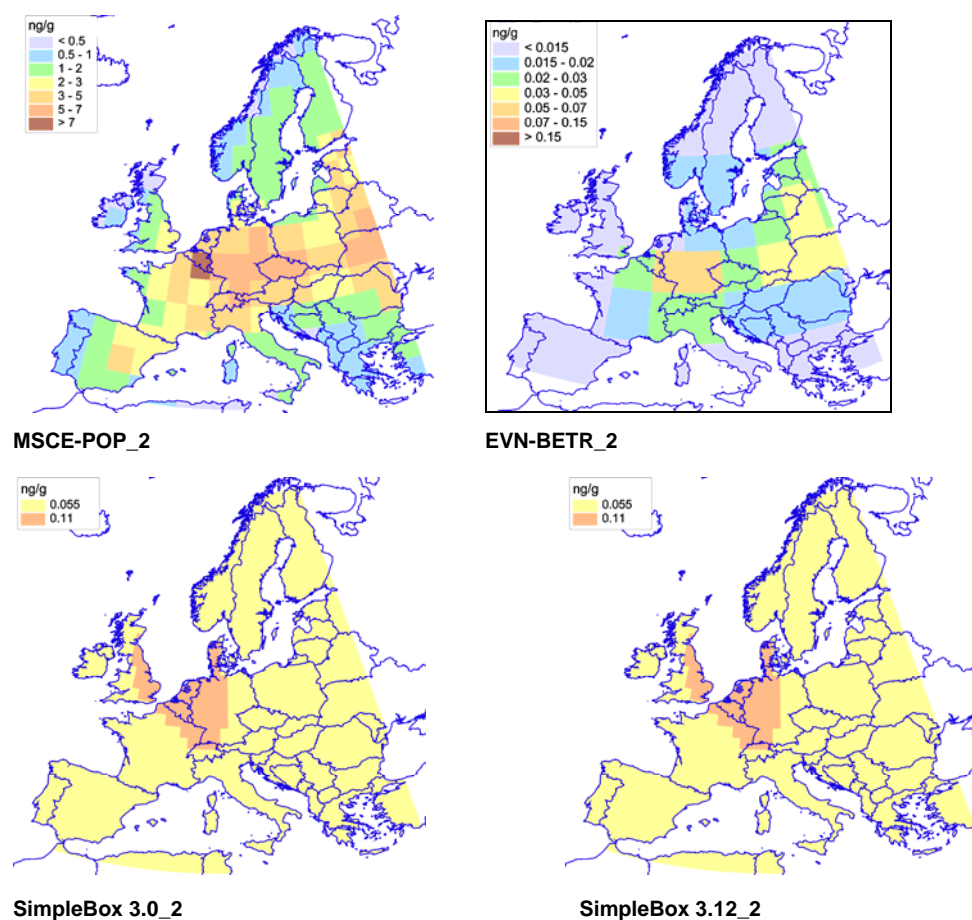 ng/g
< 0.5
0.5 - 1
1 - 2
2 - 3
3 - 5
5 - 7
> 7
ng/g
< 0.015
0.015 - 0.02
0.02 - 0.03
0.03 - 0.05
0.05 - 0.07
0.07 - 0.15
> 0.15
MSCE-POP_2
EVN-BETR_2
ng/g
0.055
0.11
ng/g
0.055
0.11
SimpleBox 3.0_2
SimpleBox 3.12_2